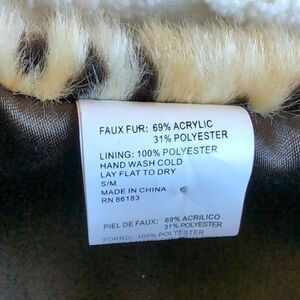 FAUX FUR: 69% ACRYLIC
31% POLYESTER
LINING: 100% POLYESTER
HAND WASH COLD
LAY FLAT TO DRY
S/M
MADE IN CHINA
RN 86183
PIEL DE FAUX: 69% ACRILICO
31% POLYESTER
FORRO: 100% POLYESTER